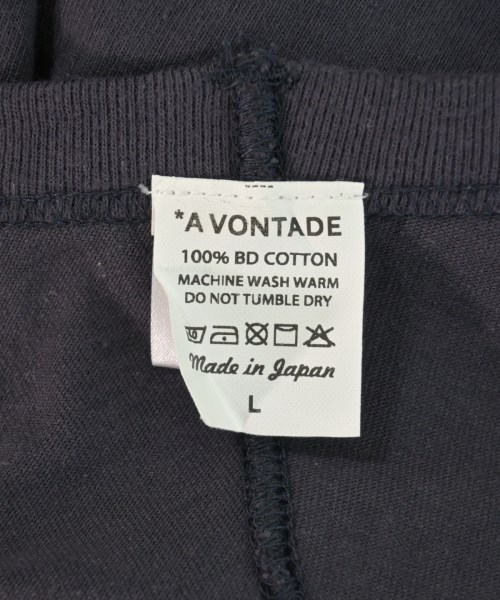 *A VONTADE
100% BD COTTON
MACHINE WASH WARM
DO NOT TUMBLE DRY
Made in Japan
L